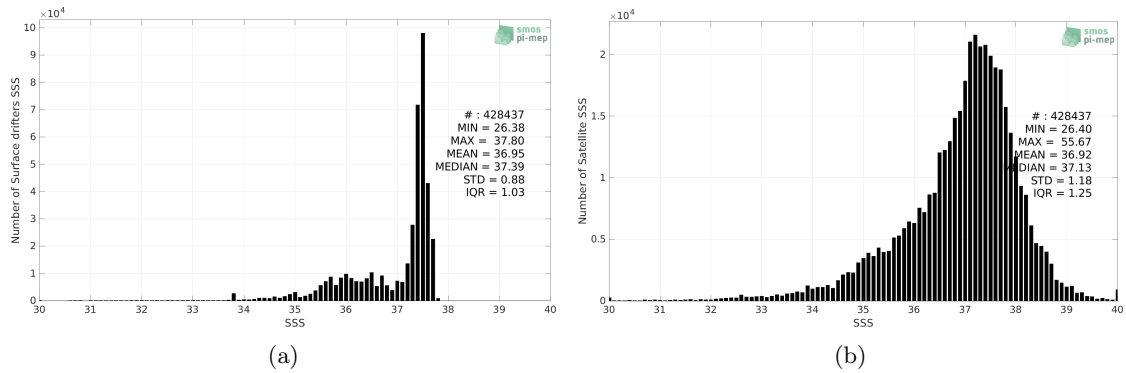 ×10⁴
10
9
8
7
6
5
4
3
2
1
0
Number of Surface drifters SSS
smos
pi-mep
# : 428437
MIN = 26.38
MAX = 37.80
MEAN = 36.95
MEDIAN = 37.39
STD = 0.88
IQR = 1.03
30 31 32 33 34 35 36 37 38 39 40
SSS
(a)
×10⁴
2
1.5
1
0.5
0
Number of Satellite SSS
smos
pi-mep
# : 428437
MIN = 26.40
MAX = 55.67
MEAN = 36.92
MEDIAN = 37.13
STD = 1.18
IQR = 1.25
30 31 32 33 34 35 36 37 38 39 40
SSS
(b)